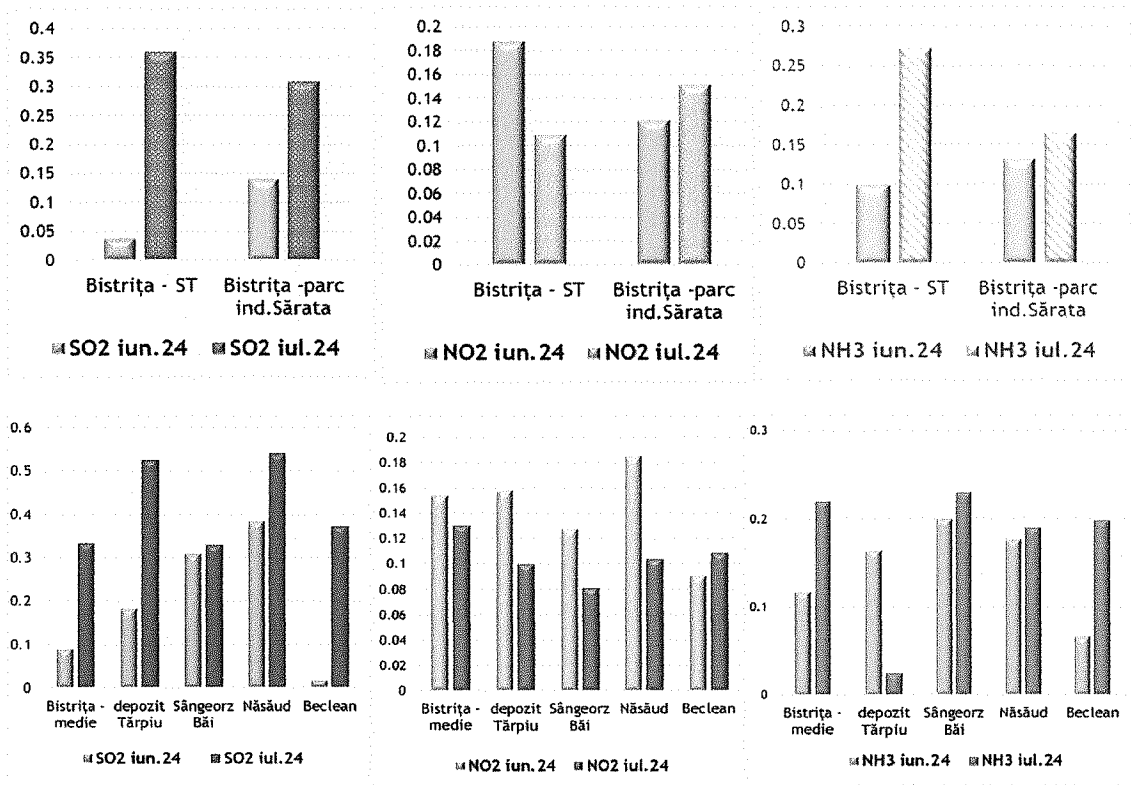 0.4
0.35
0.3
0.25
0.2
0.15
0.1
0.05
0
Bistrița - ST
Bistrița -parc
ind.Sărata
SO2 iun.24
SO2 iul.24
0.2
0.18
0.16
0.14
0.12
0.1
0.08
0.06
0.04
0.02
0
Bistrița - ST
Bistrița -parc
ind.Sărata
NO2 iun.24
NO2 iul.24
0.3
0.25
0.2
0.15
0.1
0.05
0
Bistrița - ST
Bistrița -parc
ind.Sărata
NH3 iun.24
NH3 iul.24
0.6
0.5
0.4
0.3
0.2
0.1
0
Bistrița -
medie
depozit
Tărpiu
Sângeorz
Băi
Năsăud
Beclean
SO2 iun.24
SO2 iul.24
0.2
0.18
0.16
0.14
0.12
0.1
0.08
0.06
0.04
0.02
0
Bistrița -
medie
depozit
Tărpiu
Sângeorz
Băi
Năsăud
Beclean
NO2 iun.24
NO2 iul.24
0.3
0.2
0.1
0
Bistrița -
medie
depozit
Tărpiu
Sângeorz
Băi
Năsăud
Beclean
NH3 iun.24
NH3 iul.24